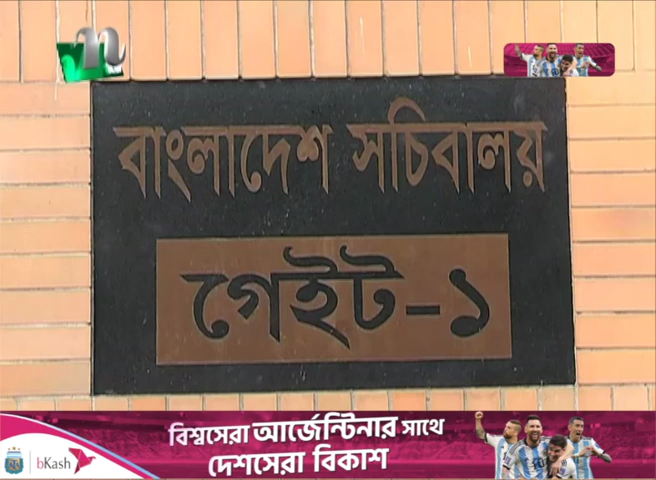 বাংলাদেশ সচিবালয়
গেইট-১
বিশ্বসেরা আর্জেন্টিনার সাথে
দেশসেরা বিকাশ
bKash